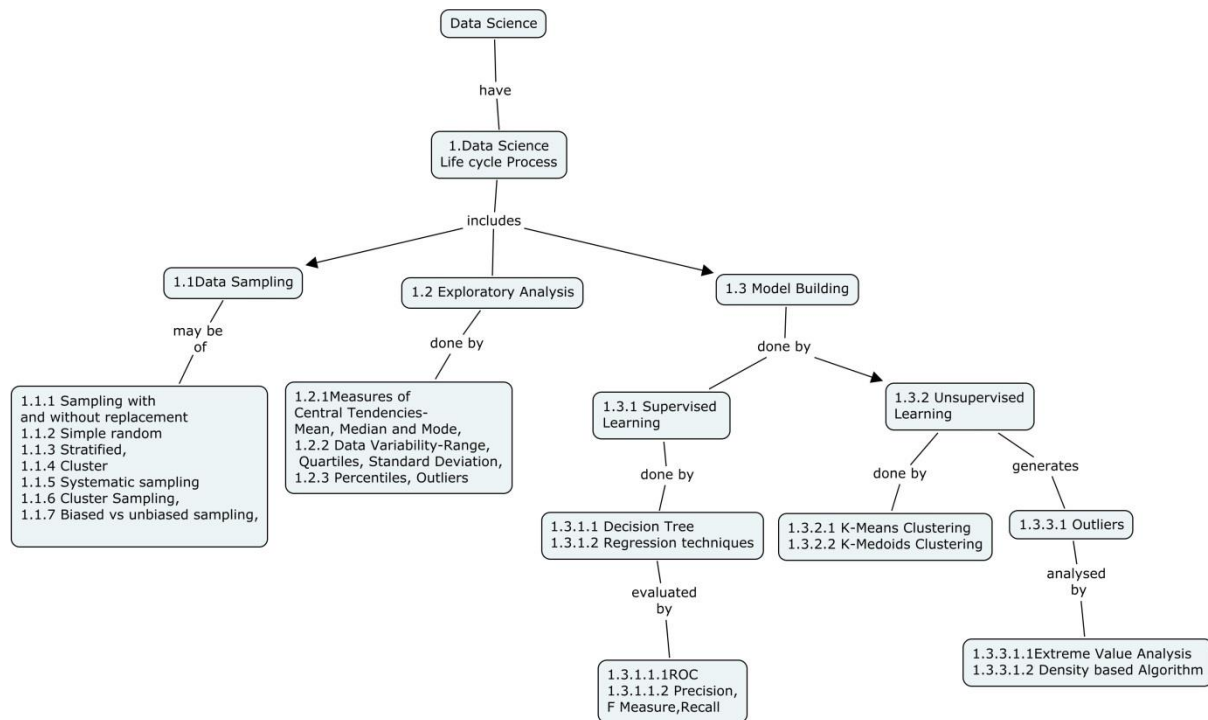 Data Science
have
1.Data Science
Life cycle Process
includes
1.1Data Sampling
1.2 Exploratory Analysis
1.3 Model Building
may be
of
done by
done by
1.1.1 Sampling with
and without replacement
1.1.2 Simple random
1.1.3 Stratified,
1.1.4 Cluster
1.1.5 Systematic sampling
1.1.6 Cluster Sampling,
1.1.7 Biased vs unbiased sampling,
1.2.1Measures of
Central Tendencies-
Mean, Median and Mode,
1.2.2 Data Variability-Range,
Quartiles, Standard Deviation,
1.2.3 Percentiles, Outliers
1.3.1 Supervised
Learning
1.3.2 Unsupervised
Learning
done by
done by
generates
1.3.1.1 Decision Tree
1.3.1.2 Regression techniques
1.3.2.1 K-Means Clustering
1.3.2.2 K-Medoids Clustering
1.3.3.1 Outliers
evaluated
by
analysed
by
1.3.1.1.1ROC
1.3.1.1.2 Precision,
F Measure,Recall
1.3.3.1.1Extreme Value Analysis
1.3.3.1.2 Density based Algorithm